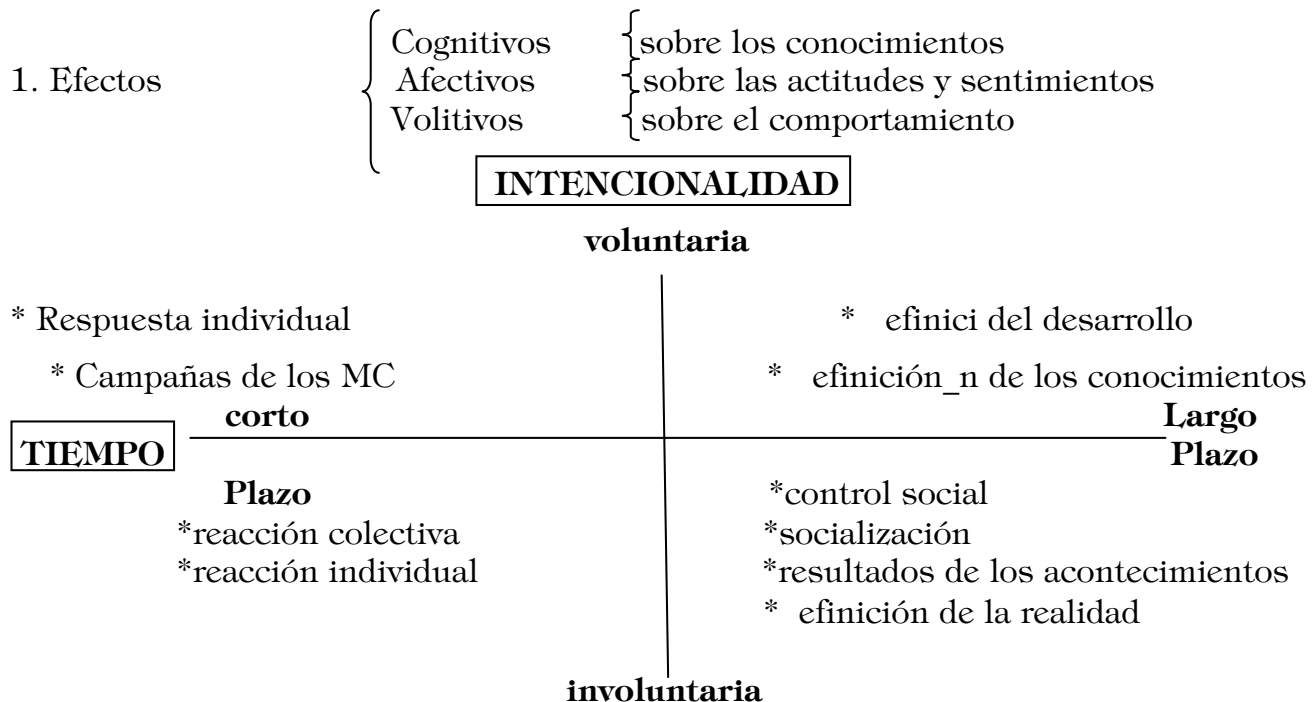 Cognitivos sobre los conocimientos
1. Efectos Afectivos sobre las actitudes y sentimientos
Volitivos sobre el comportamiento
INTENCIONALIDAD
voluntaria
* Respuesta individual * efinici del desarrollo
* Campañas de los MC * efinición_n de los conocimientos
corto Largo
TIEMPO Plazo
Plazo *control social
*reacción colectiva *socialización
*reacción individual *resultados de los acontecimientos
* efinición de la realidad
involuntaria